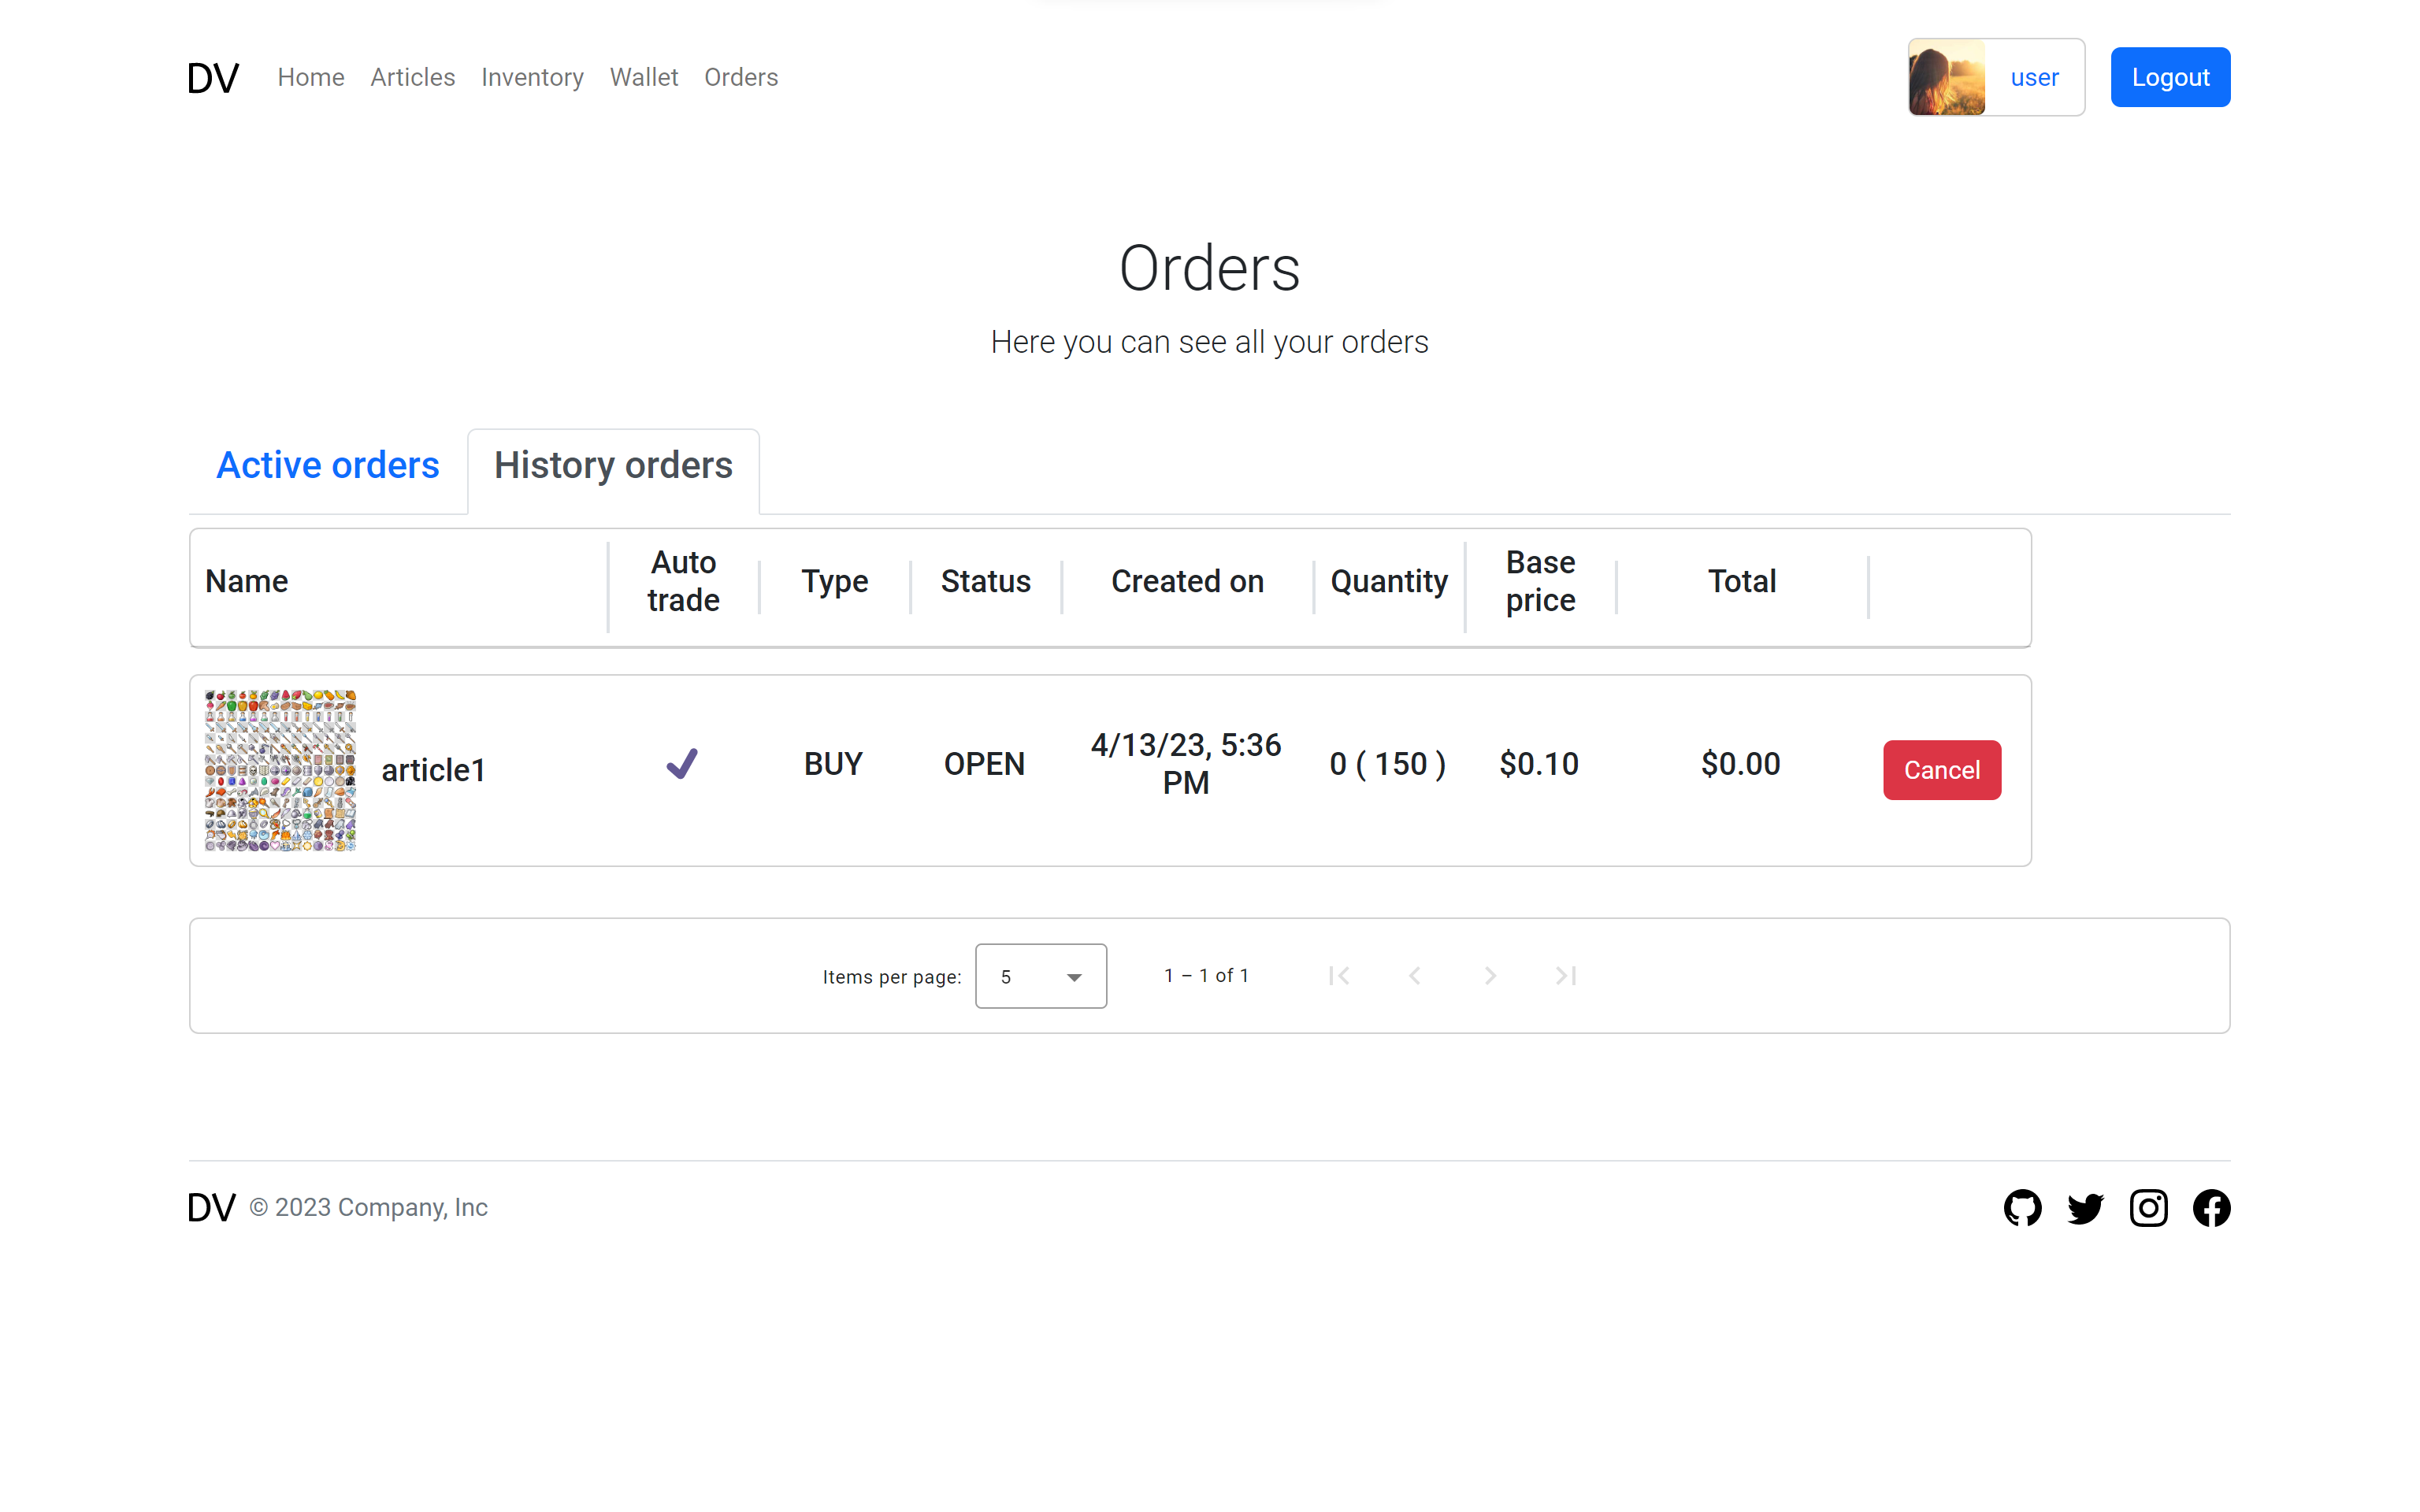 DV Home Articles Inventory Wallet Orders user Logout
Orders
Here you can see all your orders
Active orders History orders
Name Auto trade Type Status Created on Quantity Base price Total
article1 BUY OPEN 4/13/23, 5:36 PM 0 ( 150 ) $0.10 $0.00 Cancel
Items per page: 5 1 – 1 of 1
DV © 2023 Company, Inc